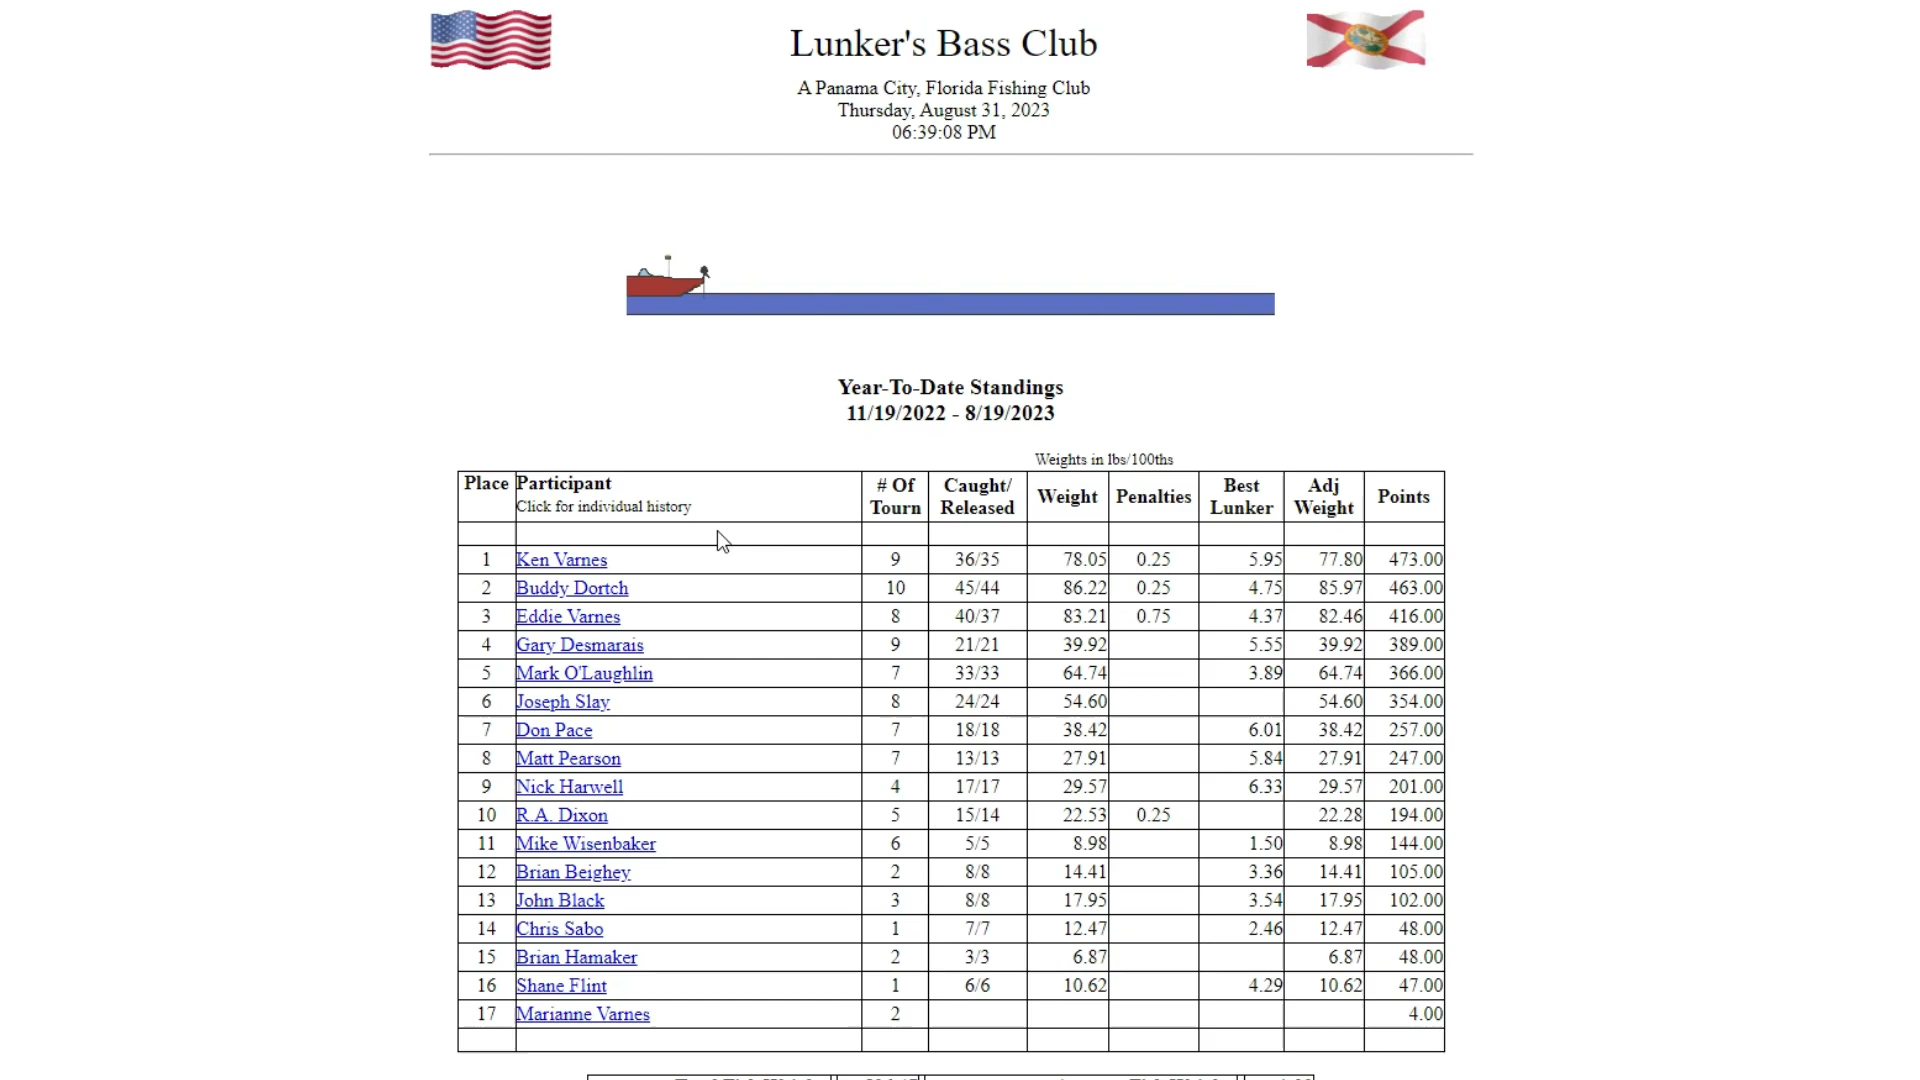 Lunker's Bass Club
A Panama City, Florida Fishing Club
Thursday, August 31, 2023
06:39:08 PM
Year-To-Date Standings
11/19/2022 - 8/19/2023
Weights in lbs/100ths
Place Participant Click for individual history # Of Tourn Caught/ Released Weight Penalties Best Lunker Adj Weight Points
1 Ken Varnes 9 36/35 78.05 0.25 5.95 77.80 473.00
2 Buddy Dortch 10 45/44 86.22 0.25 4.75 85.97 463.00
3 Eddie Varnes 8 40/37 83.21 0.75 4.37 82.46 416.00
4 Gary Desmarais 9 21/21 39.92 5.55 39.92 389.00
5 Mark O'Laughlin 7 33/33 64.74 3.89 64.74 366.00
6 Joseph Slay 8 24/24 54.60 54.60 354.00
7 Don Pace 7 18/18 38.42 6.01 38.42 257.00
8 Matt Pearson 7 13/13 27.91 5.84 27.91 247.00
9 Nick Harwell 4 17/17 29.57 6.33 29.57 201.00
10 R.A. Dixon 5 15/14 22.53 0.25 22.28 194.00
11 Mike Wisenbaker 6 5/5 8.98 1.50 8.98 144.00
12 Brian Beighey 2 8/8 14.41 3.36 14.41 105.00
13 John Black 3 8/8 17.95 3.54 17.95 102.00
14 Chris Sabo 1 7/7 12.47 2.46 12.47 48.00
15 Brian Hamaker 2 3/3 6.87 6.87 48.00
16 Shane Flint 1 6/6 10.62 4.29 10.62 47.00
17 Marianne Varnes 2 4.00